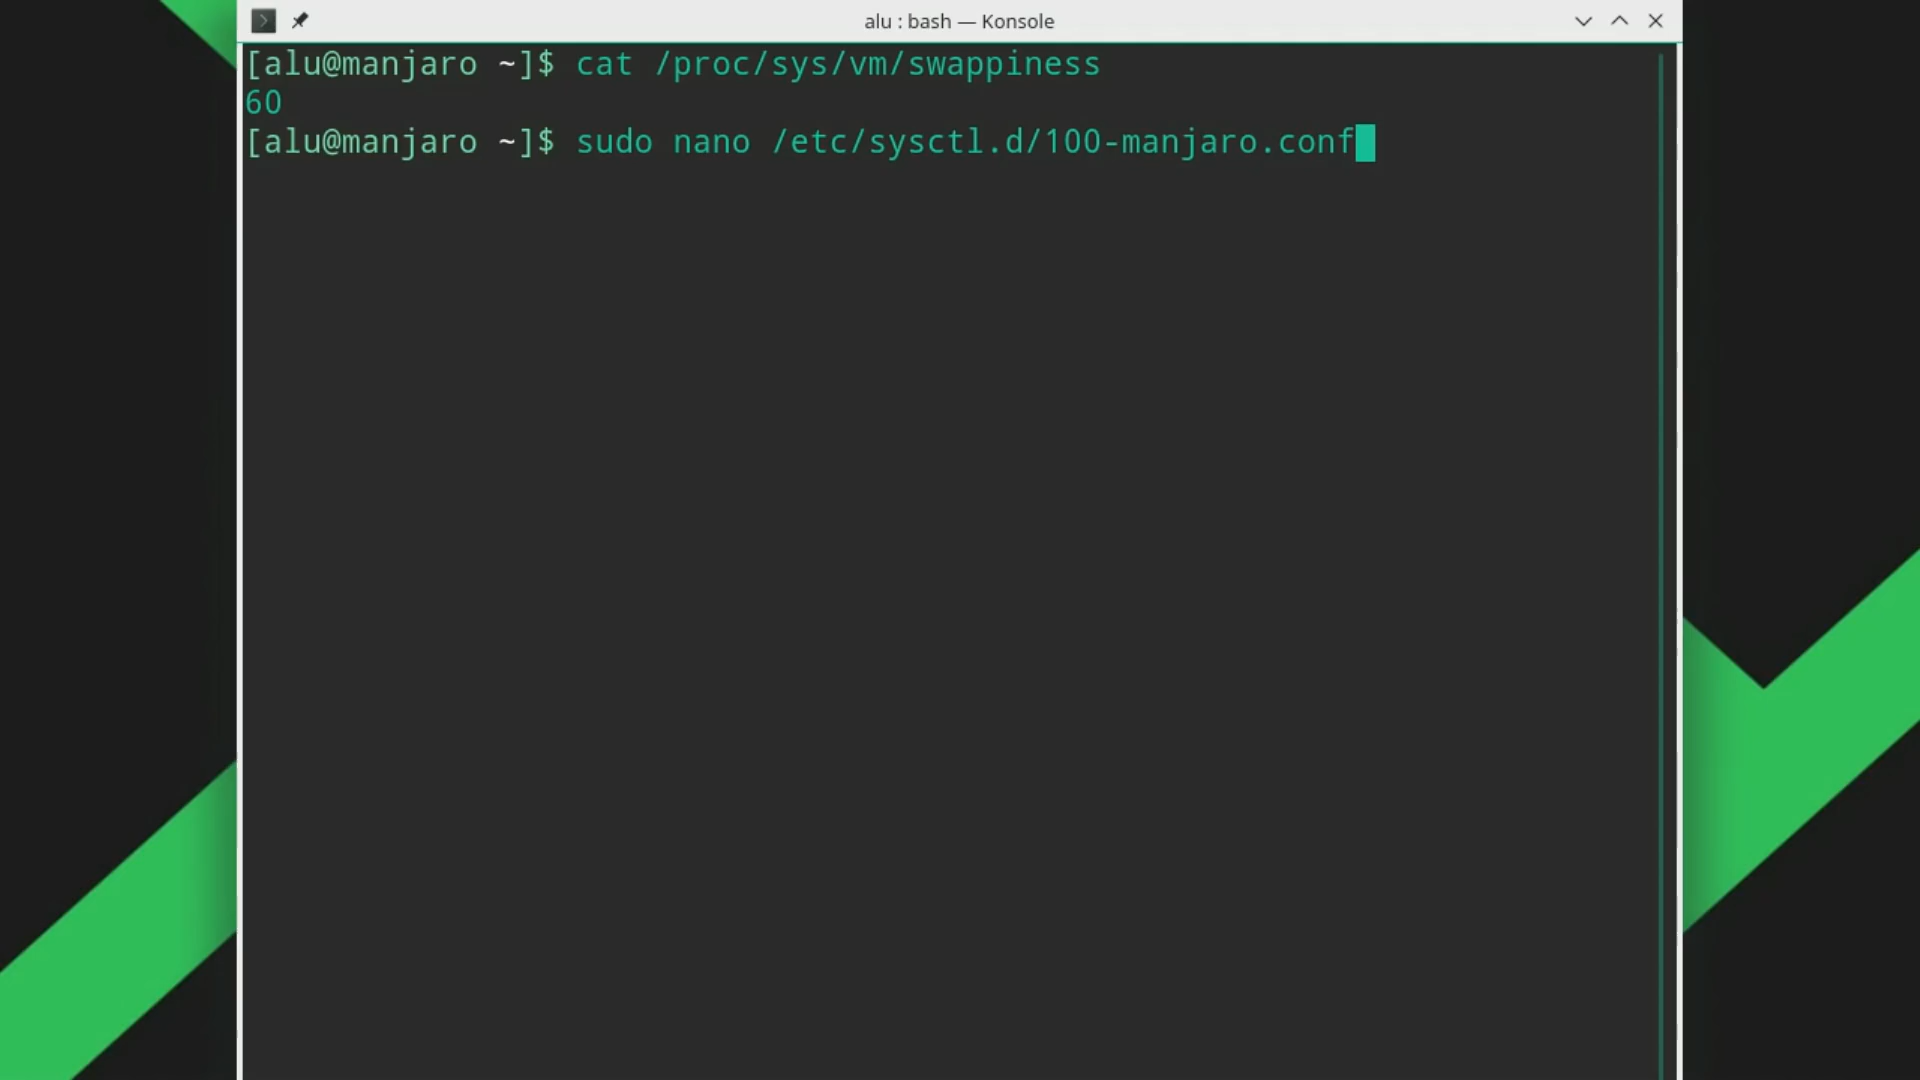 alu : bash — Konsole
[alu@manjaro ~]$ cat /proc/sys/vm/swappiness
60
[alu@manjaro ~]$ sudo nano /etc/sysctl.d/100-manjaro.conf